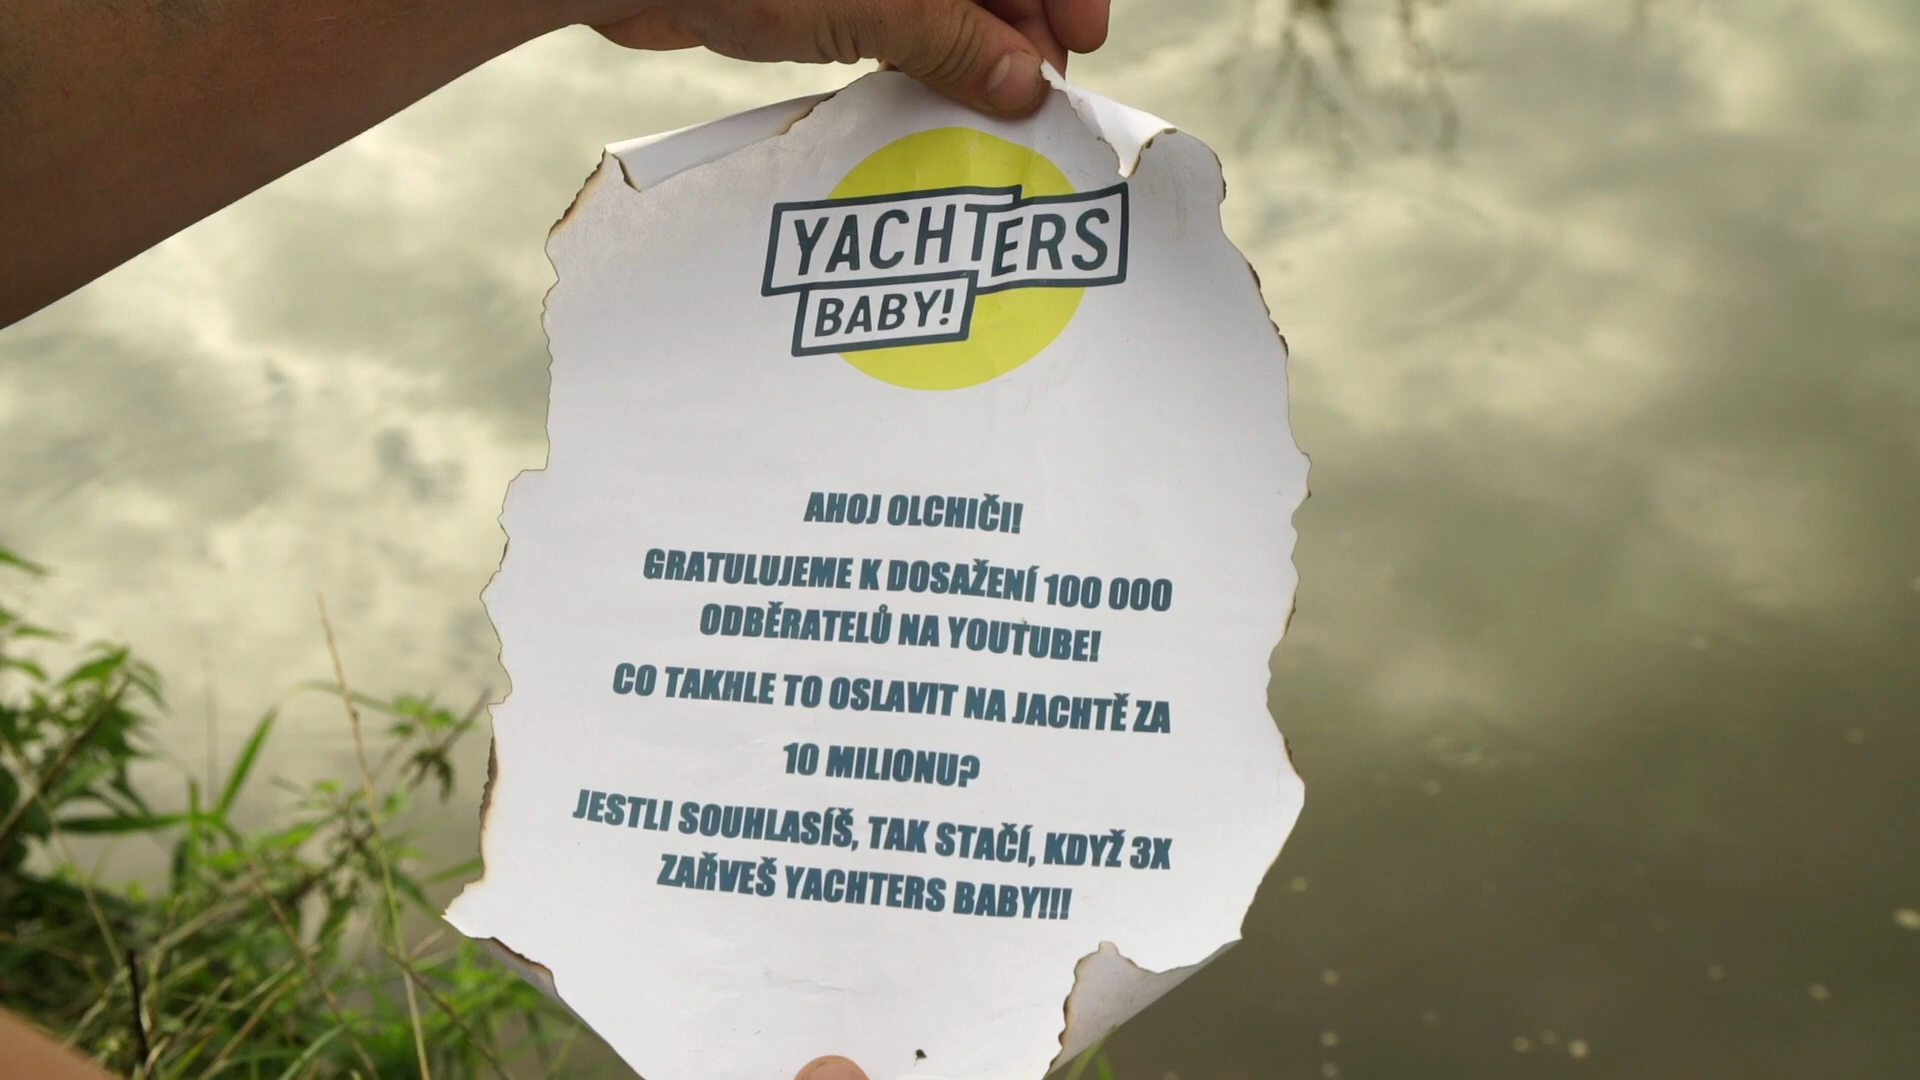 YACHTERS
BABY!
AHOJ OLCHIČI!
GRATULUJEME K DOSAŽENÍ 100 000
ODBĚRATELŮ NA YOUTUBE!
CO TAKHLE TO OSLAVIT NA JACHTĚ ZA
10 MILIONU?
JESTLI SOUHLASÍŠ, TAK STAČÍ, KDYŽ 3X
ZAŘVEŠ YACHTERS BABY!!!